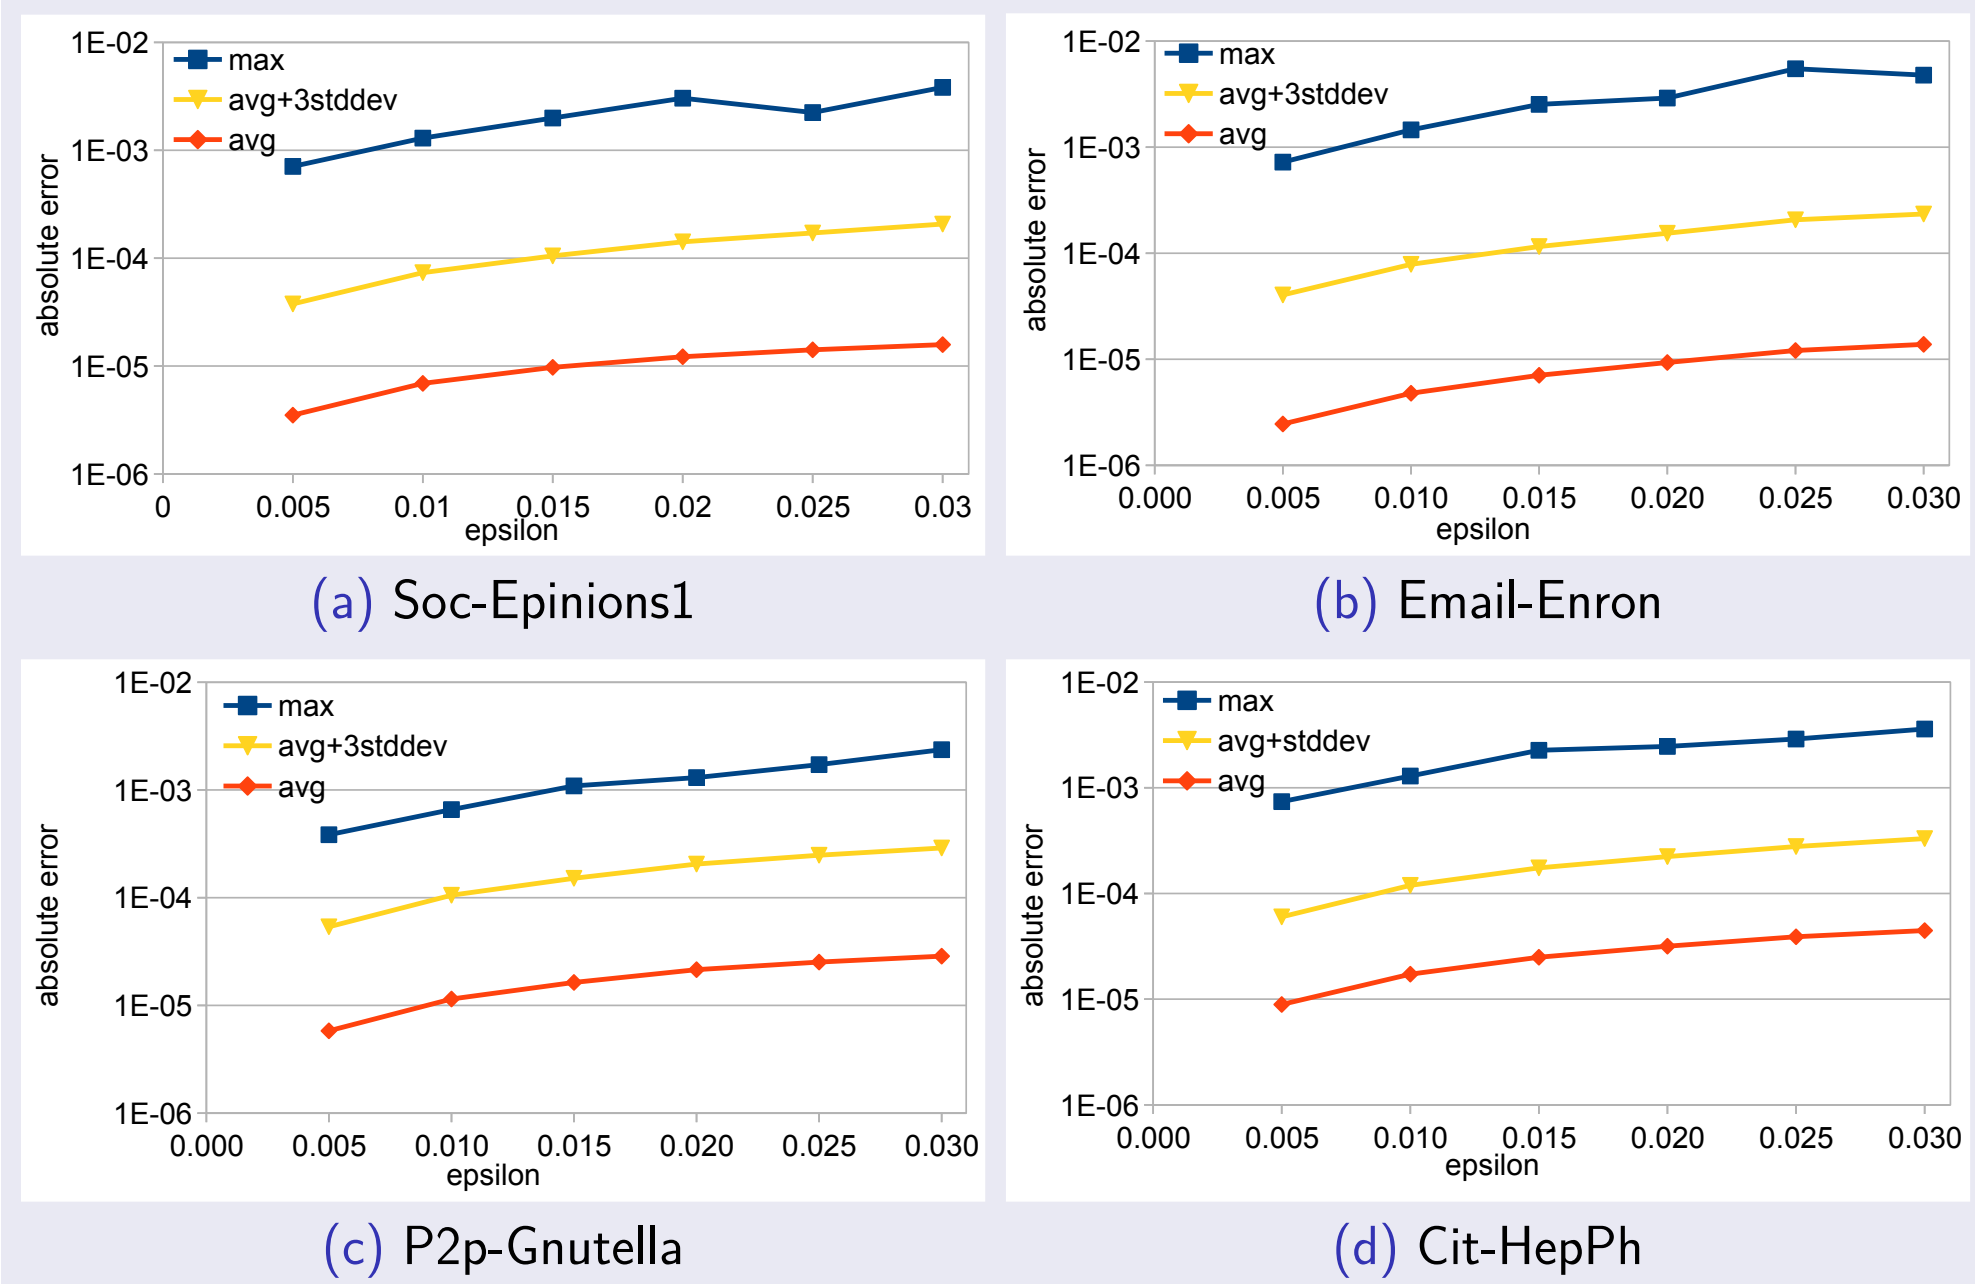 1E-02
1E-03
1E-04
1E-05
1E-06
max
avg+3stddev
avg
absolute error
0 0.005 0.01 0.015 0.02 0.025 0.03
epsilon
(a) Soc-Epinions1
1E-02
1E-03
1E-04
1E-05
1E-06
max
avg+3stddev
avg
absolute error
0.000 0.005 0.010 0.015 0.020 0.025 0.030
epsilon
(b) Email-Enron
1E-02
1E-03
1E-04
1E-05
1E-06
max
avg+3stddev
avg
absolute error
0.000 0.005 0.010 0.015 0.020 0.025 0.030
epsilon
(c) P2p-Gnutella
1E-02
1E-03
1E-04
1E-05
1E-06
max
avg+stddev
avg
absolute error
0.000 0.005 0.010 0.015 0.020 0.025 0.030
epsilon
(d) Cit-HepPh